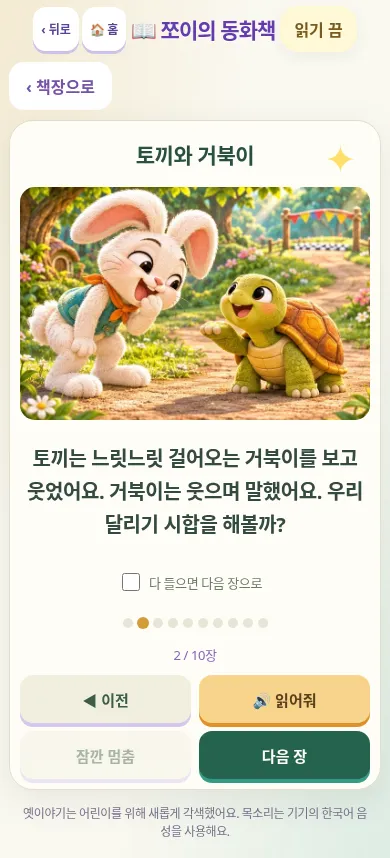 ‹ 뒤로
🏠 홈
📖 쪼이의 동화책
읽기 끔
‹ 책장으로
토끼와 거북이
토끼는 느릿느릿 걸어오는 거북이를 보고
웃었어요. 거북이는 웃으며 말했어요. 우리
달리기 시합을 해볼까?
다 들으면 다음 장으로
2 / 10장
◀ 이전
🔊 읽어줘
잠깐 멈춤
다음 장
옛이야기는 어린이를 위해 새롭게 각색했어요. 목소리는 기기의 한국어 음
성을 사용해요.